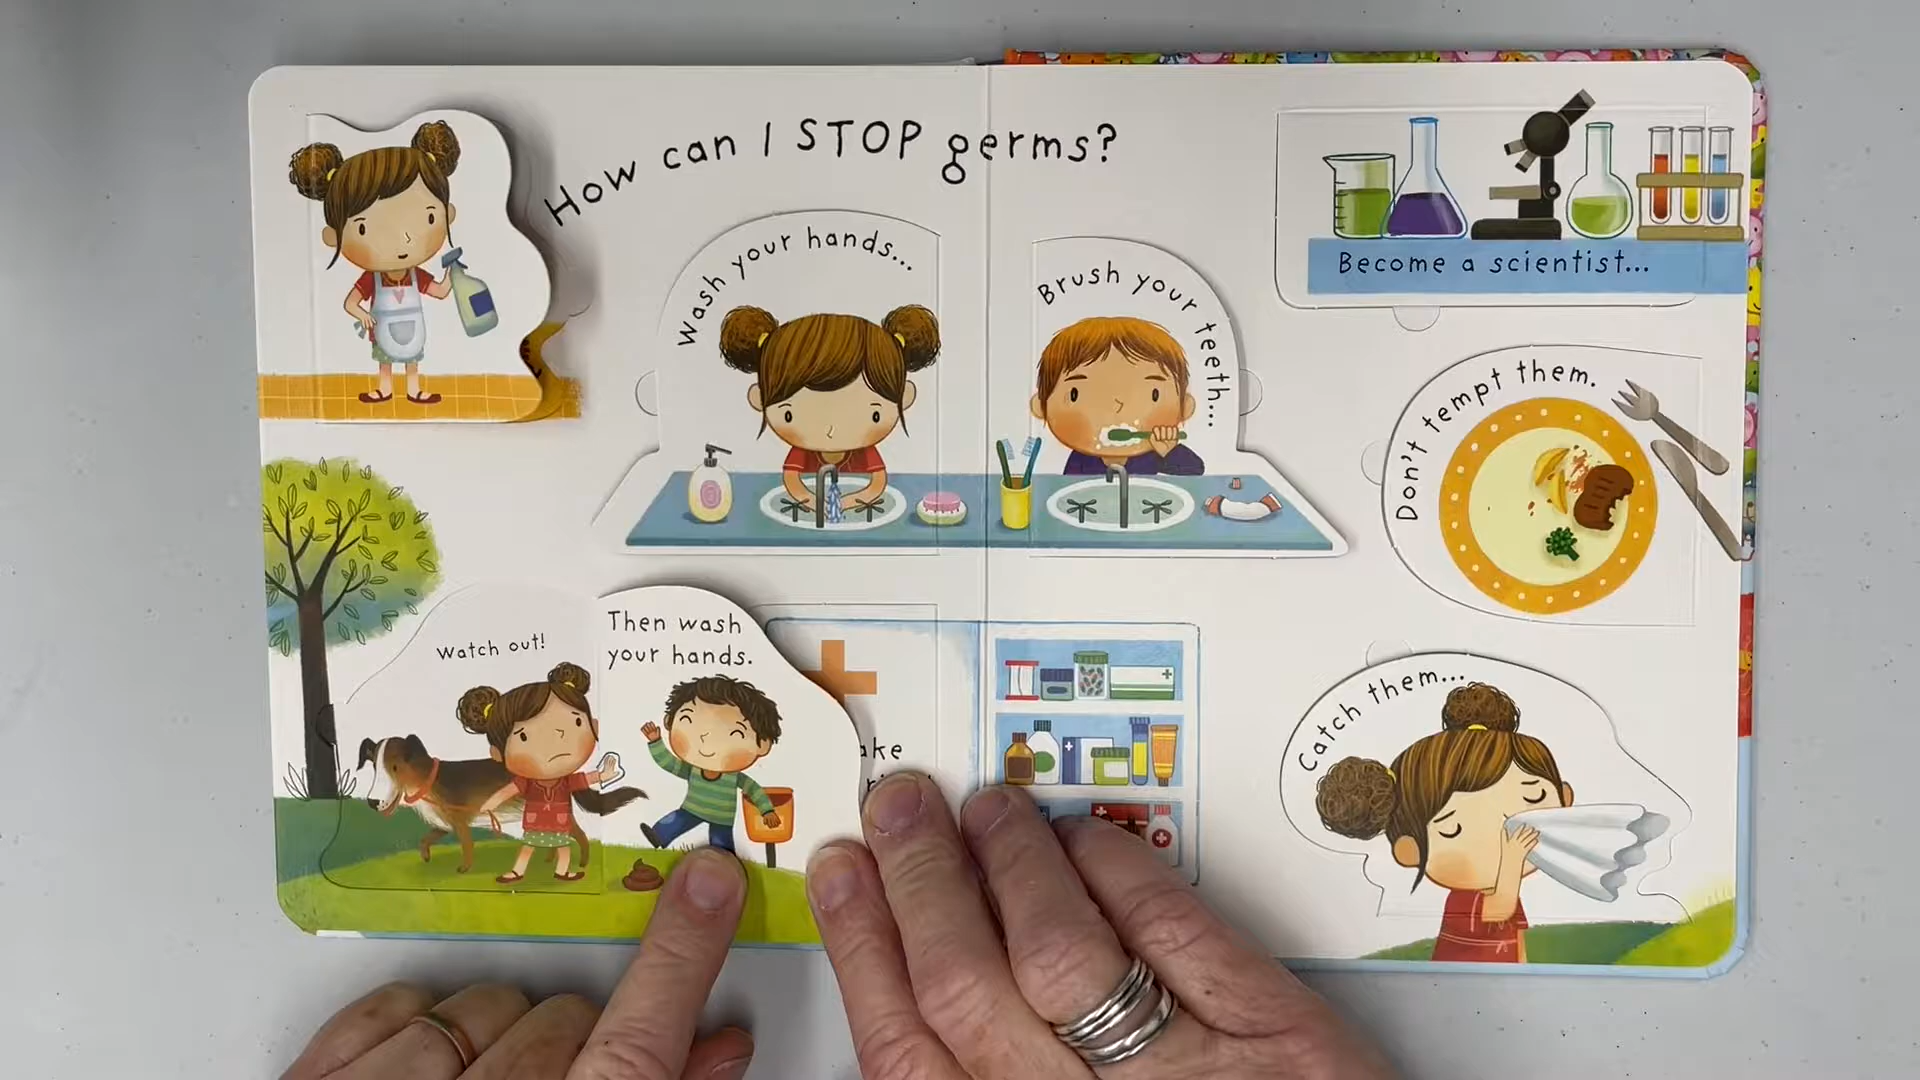 How can I STOP germs?
Wash your hands...
Brush your teeth...
Become a scientist...
Don't tempt them.
Watch out!
Then wash
your hands.
Catch them...